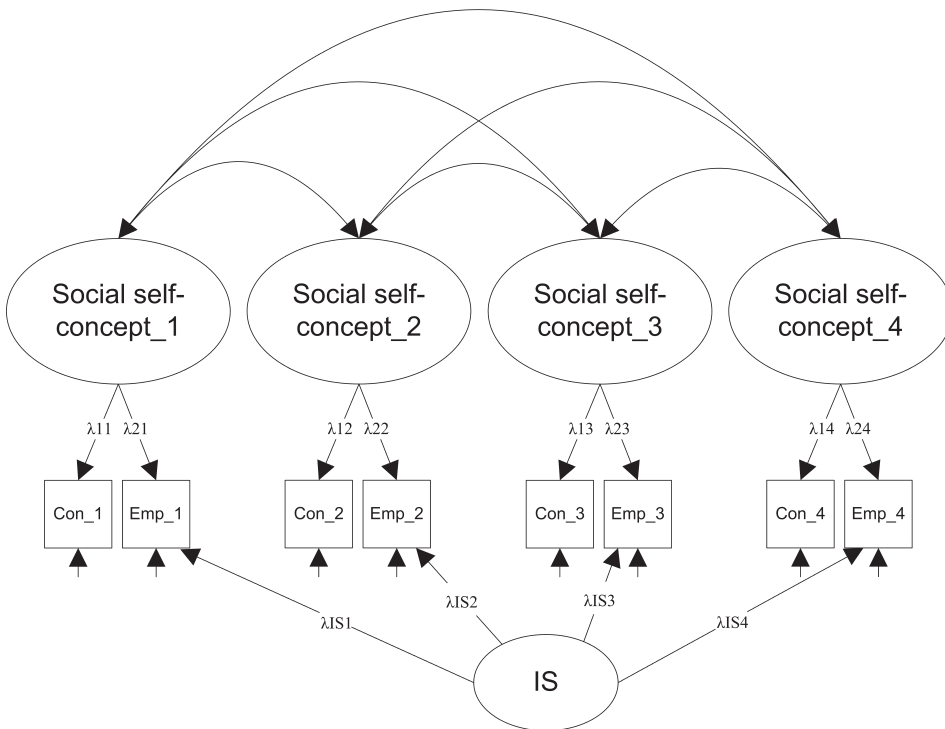 Social self-
concept_1
Social self-
concept_2
Social self-
concept_3
Social self-
concept_4
λ11
λ21
λ12
λ22
λ13
λ23
λ14
λ24
Con_1
Emp_1
Con_2
Emp_2
Con_3
Emp_3
Con_4
Emp_4
λIS1
λIS2
λIS3
λIS4
IS